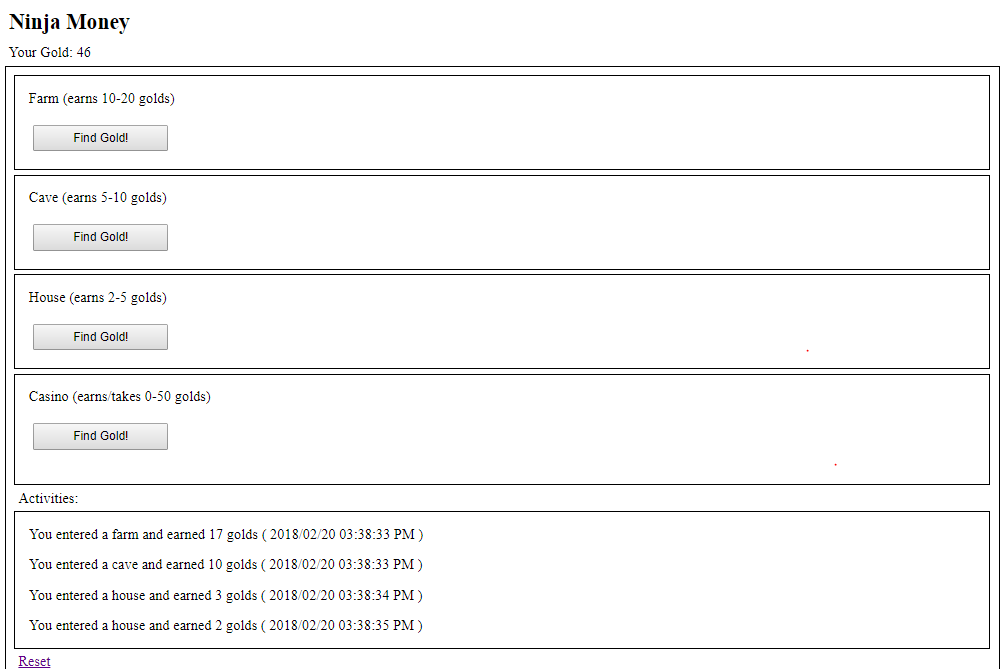 Ninja Money
Your Gold: 46
Farm (earns 10-20 golds)
Find Gold!
Cave (earns 5-10 golds)
Find Gold!
House (earns 2-5 golds)
Find Gold!
Casino (earns/takes 0-50 golds)
Find Gold!
Activities:
You entered a farm and earned 17 golds ( 2018/02/20 03:38:33 PM )
You entered a cave and earned 10 golds ( 2018/02/20 03:38:33 PM )
You entered a house and earned 3 golds ( 2018/02/20 03:38:34 PM )
You entered a house and earned 2 golds ( 2018/02/20 03:38:35 PM )
Reset